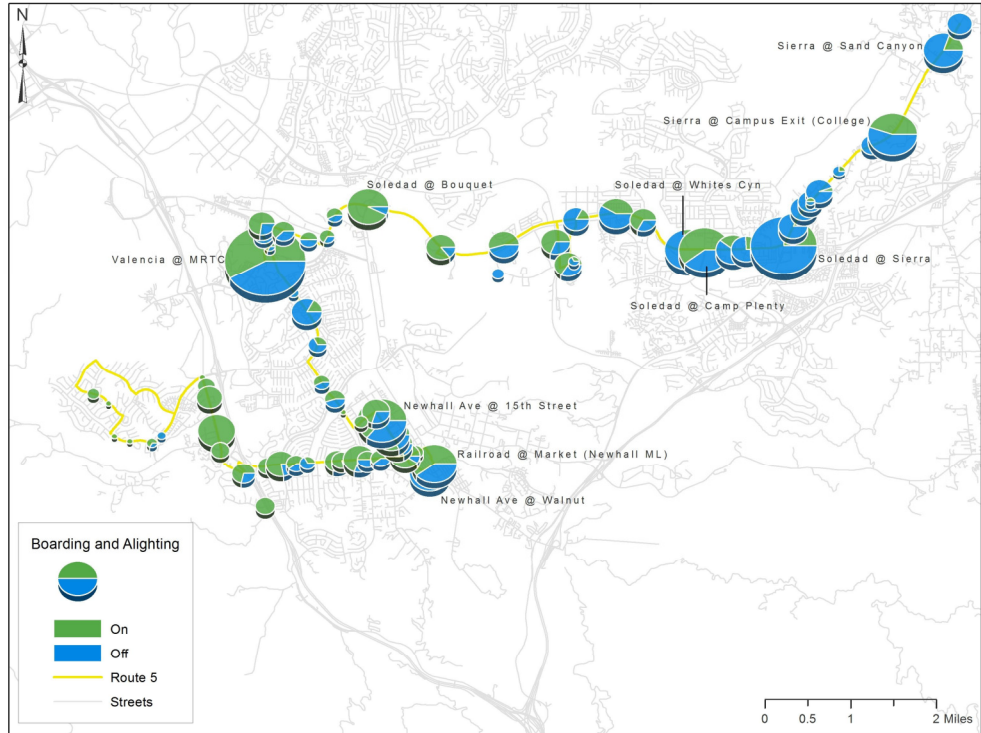 N
Sierra @ Sand Canyon
Sierra @ Campus Exit (College)
Soledad @ Bouquet
Soledad @ Whites Cyn
Valencia @ MRTC
Soledad @ Sierra
Soledad @ Camp Plenty
Newhall Ave @ 15th Street
Railroad @ Market (Newhall ML)
Newhall Ave @ Walnut
Boarding and Alighting
On
Off
Route 5
Streets
0 0.5 1 2 Miles